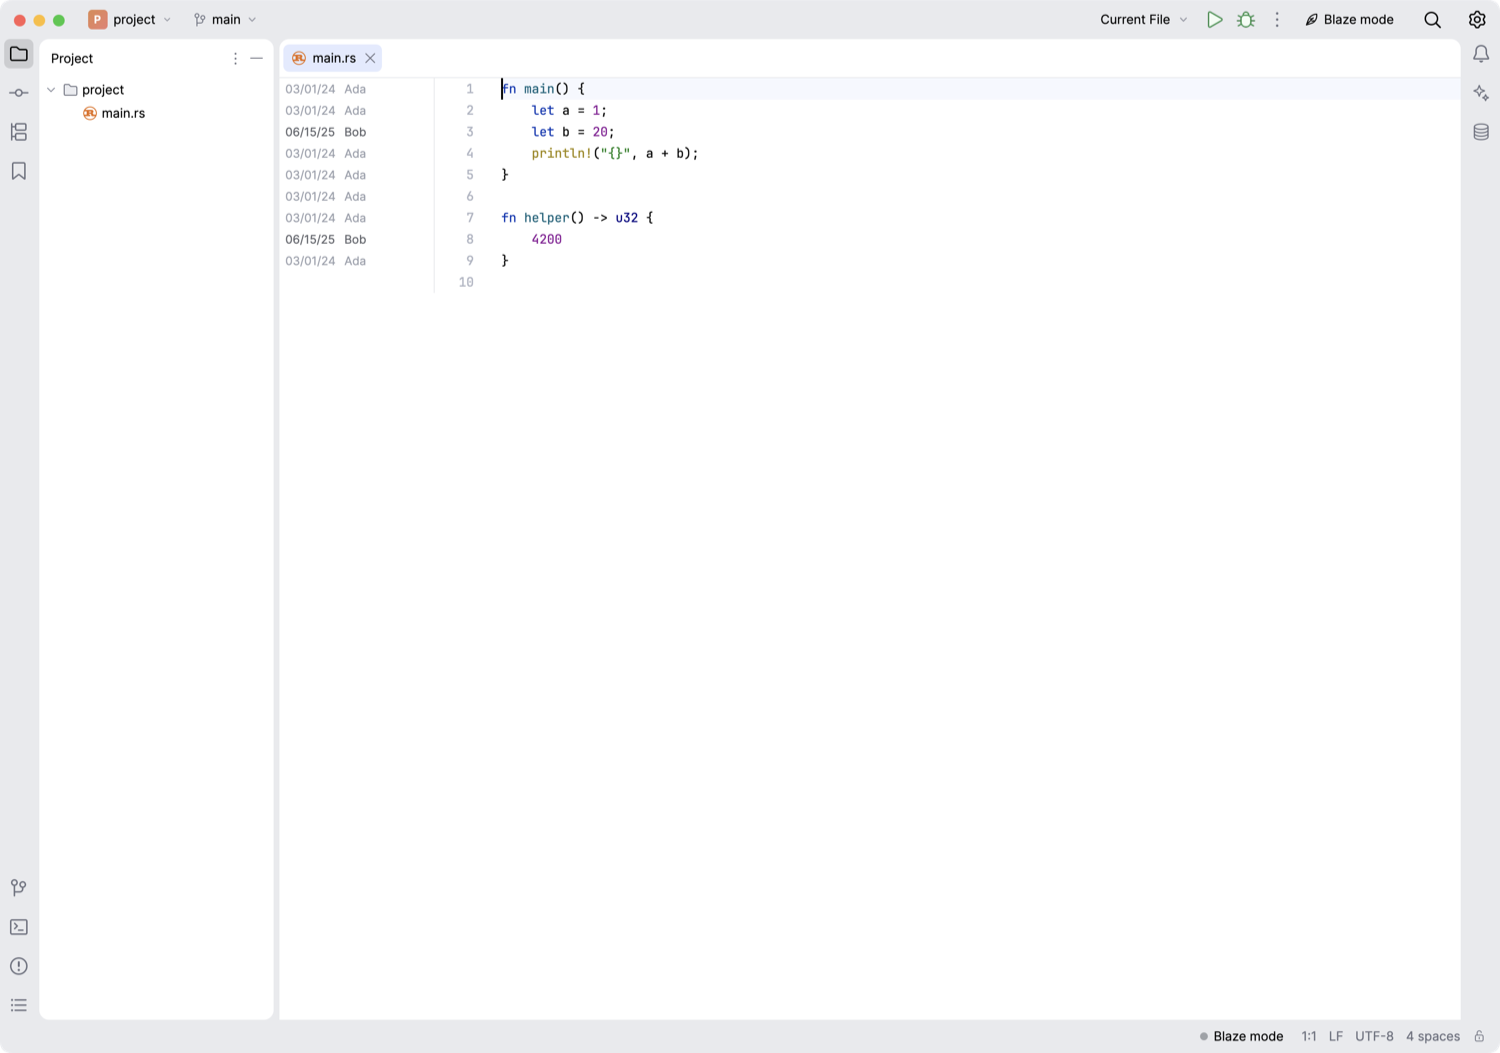 P project main Current File Blaze mode
Project
main.rs
project
main.rs
03/01/24 Ada 1 fn main() {
03/01/24 Ada 2     let a = 1;
06/15/25 Bob 3     let b = 20;
03/01/24 Ada 4     println!("{}", a + b);
03/01/24 Ada 5 }
03/01/24 Ada 6
03/01/24 Ada 7 fn helper() -> u32 {
06/15/25 Bob 8     4200
03/01/24 Ada 9 }
10
Blaze mode 1:1 LF UTF-8 4 spaces